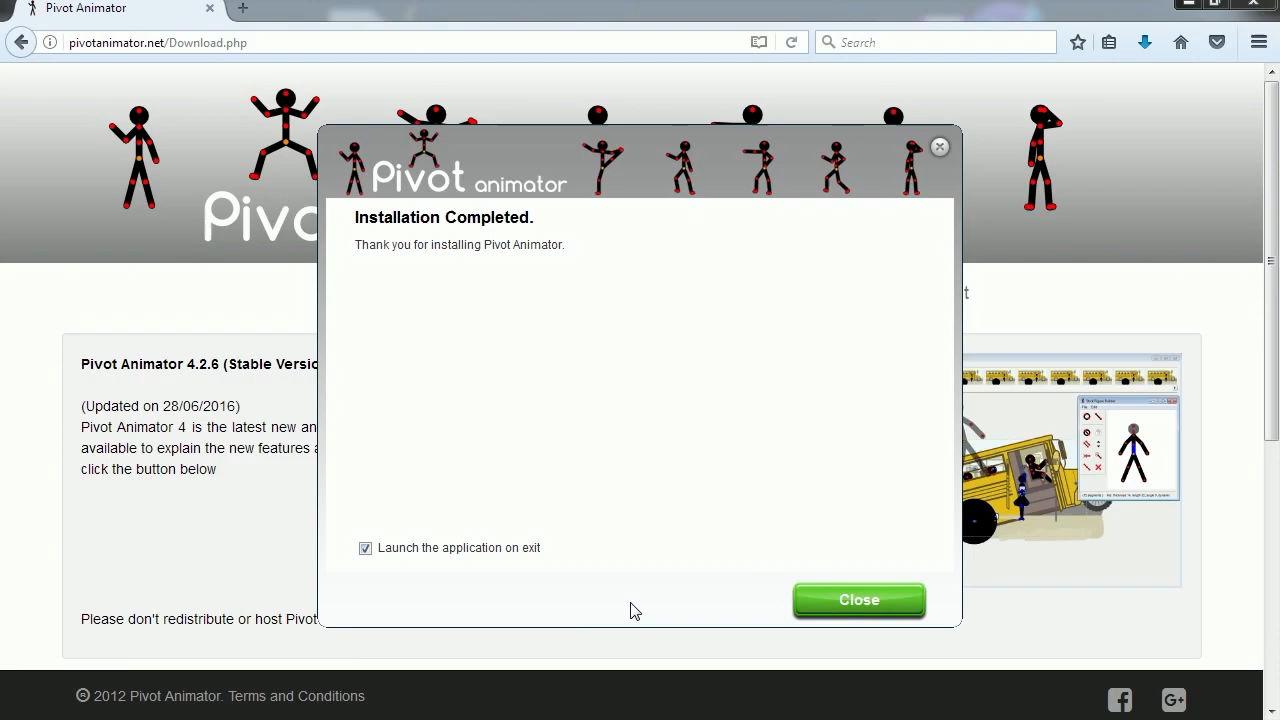 Pivot Animator
pivotanimator.net/Download.php
Search
Pivot animator
Installation Completed.
Thank you for installing Pivot Animator.
Launch the application on exit
Close
Pivot Animator 4.2.6 (Stable Versio
(Updated on 28/06/2016)
Pivot Animator 4 is the latest new an
available to explain the new features a
click the button below
Please don't redistribute or host Pivot
® 2012 Pivot Animator. Terms and Conditions